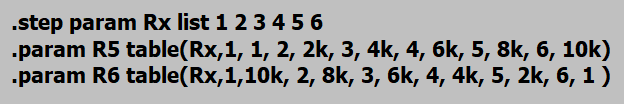 .step param Rx list 1 2 3 4 5 6
.param R5 table(Rx,1, 1, 2, 2k, 3, 4k, 4, 6k, 5, 8k, 6, 10k)
.param R6 table(Rx,1,10k, 2, 8k, 3, 6k, 4, 4k, 5, 2k, 6, 1 )